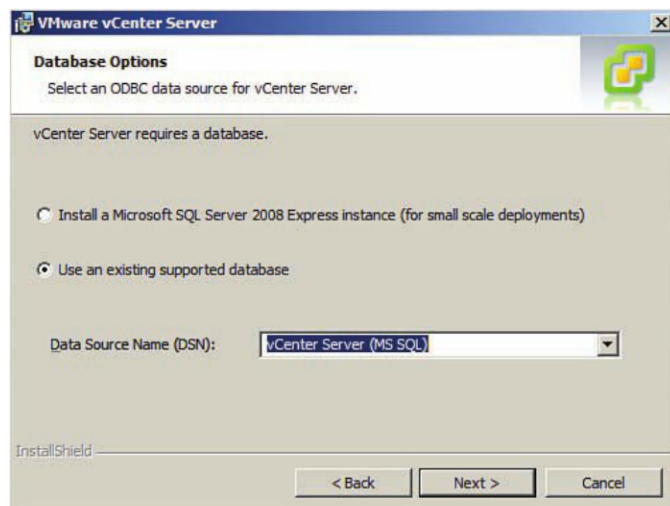 VMware vCenter Server
Database Options
Select an ODBC data source for vCenter Server.
vCenter Server requires a database.
Install a Microsoft SQL Server 2008 Express instance (for small scale deployments)
Use an existing supported database
Data Source Name (DSN): vCenter Server (MS SQL)
InstallShield
< Back Next > Cancel